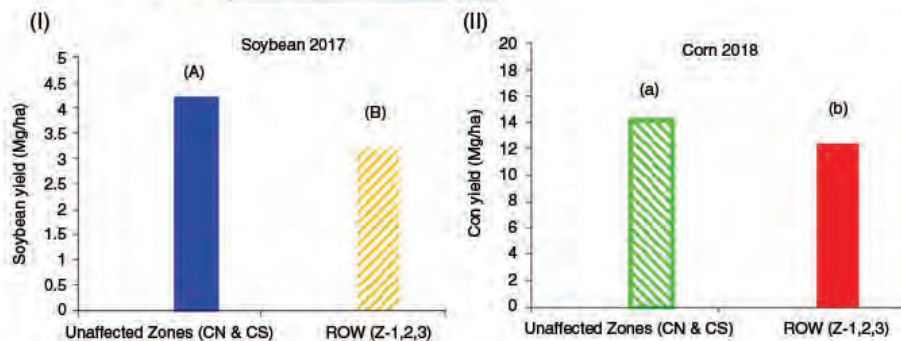 (I)
Soybean 2017
Soybean yield (Mg/ha)
5
4.5
4
3.5
3
2.5
2
1.5
1
0.5
0
(A)
(B)
Unaffected Zones (CN & CS)
ROW (Z-1,2,3)
(II)
Corn 2018
Con yield (Mg/ha)
20
18
16
14
12
10
8
6
4
2
0
(a)
(b)
Unaffected Zones (CN & CS)
ROW (Z-1,2,3)